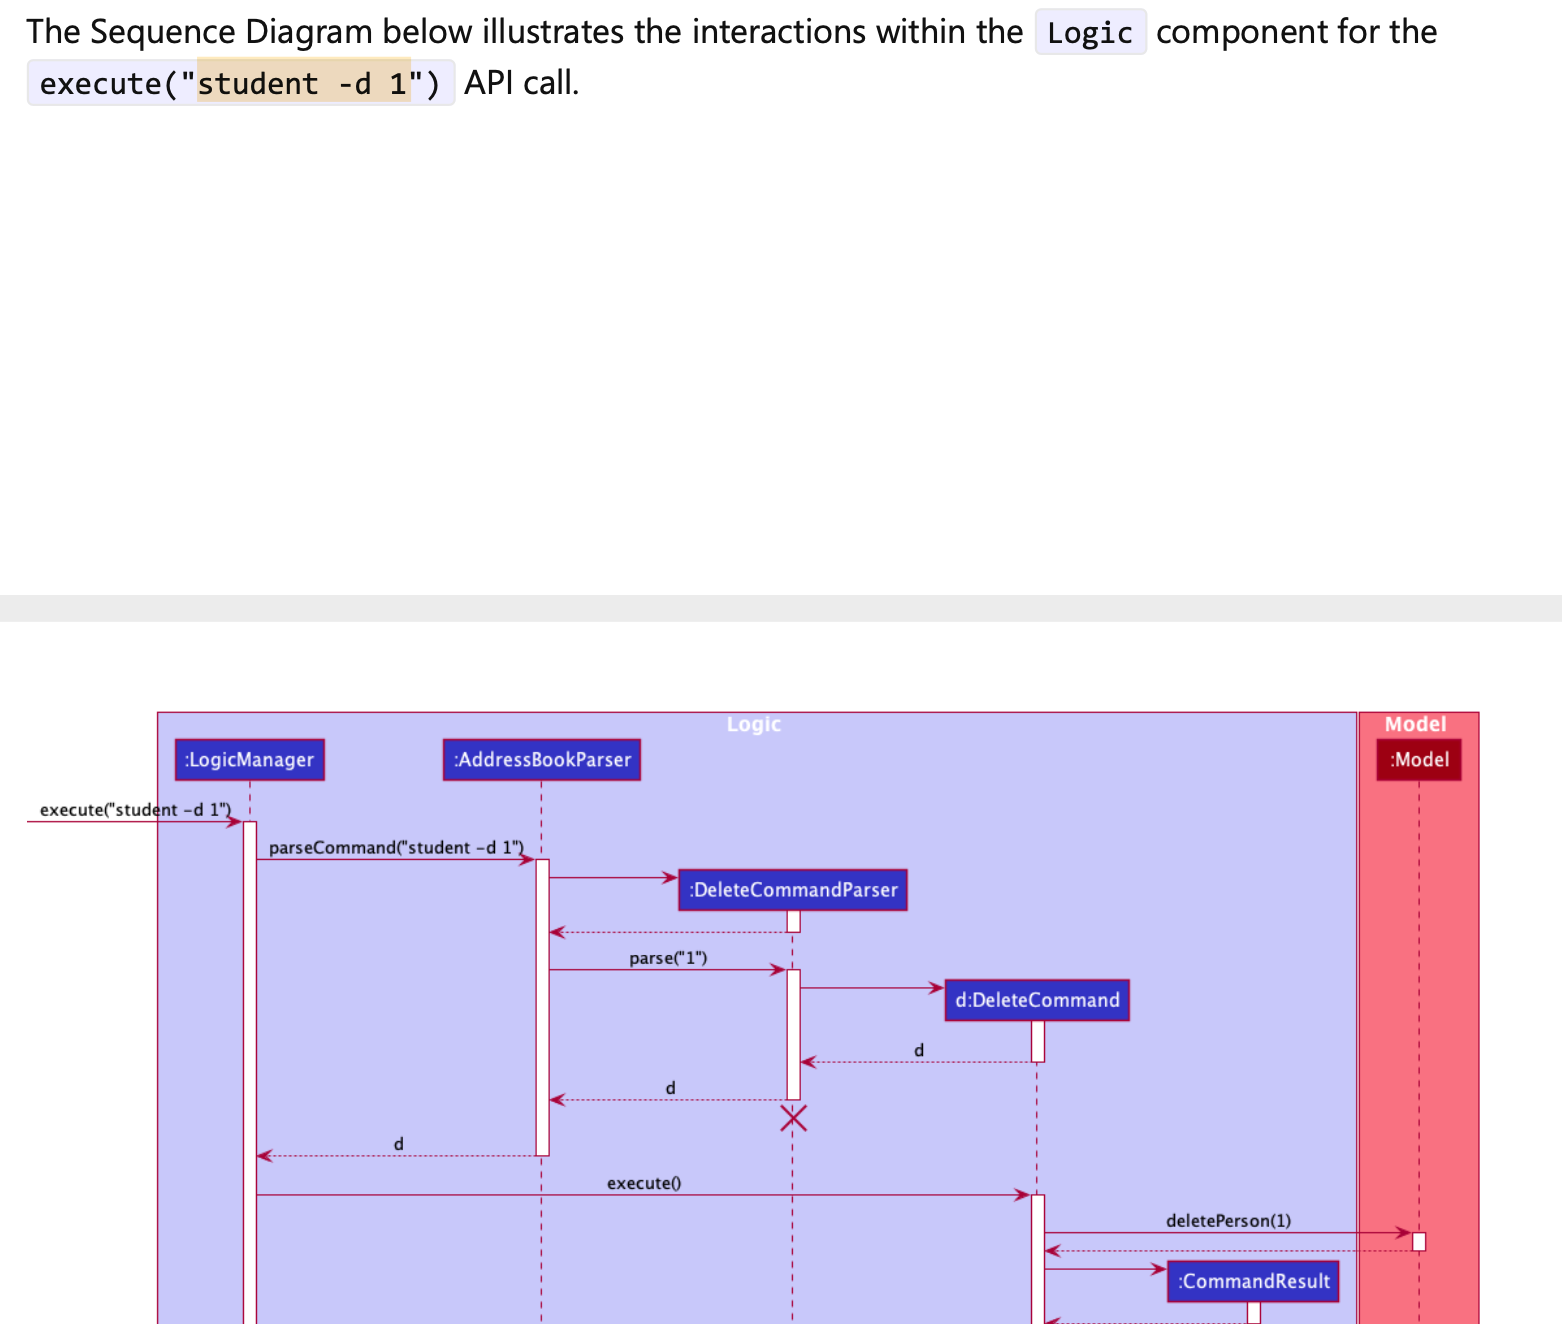 The Sequence Diagram below illustrates the interactions within the Logic component for the
execute("student -d 1") API call.
Logic
Model
:LogicManager
:AddressBookParser
:Model
execute("student -d 1")
parseCommand("student -d 1")
:DeleteCommandParser
parse("1")
d:DeleteCommand
d
d
d
execute()
deletePerson(1)
:CommandResult